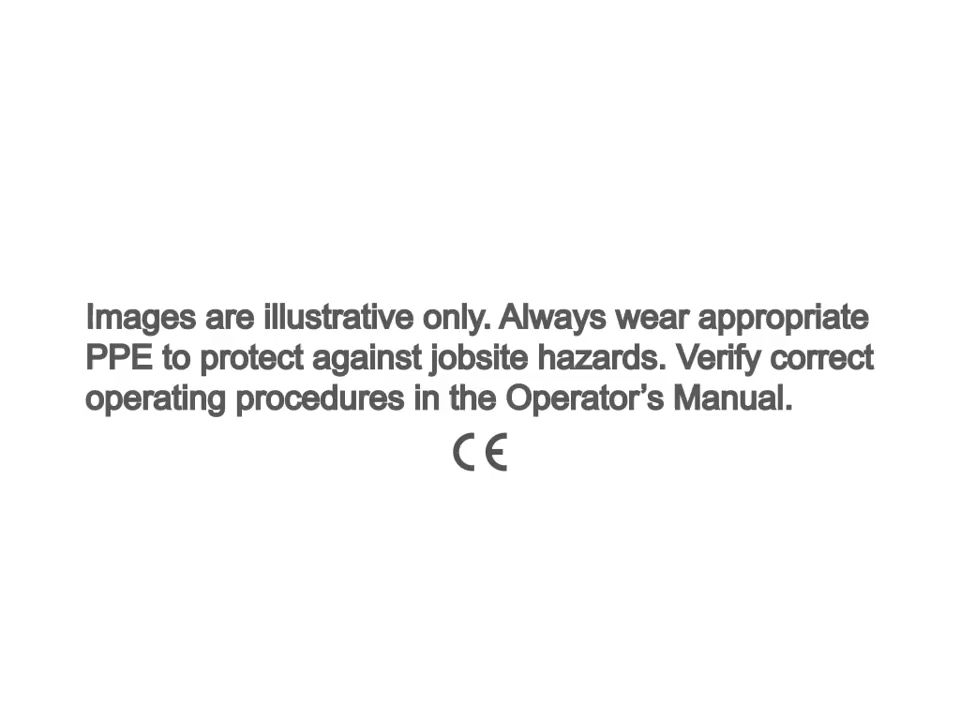 Images are illustrative only. Always wear appropriate
PPE to protect against jobsite hazards. Verify correct
operating procedures in the Operator’s Manual.
CE